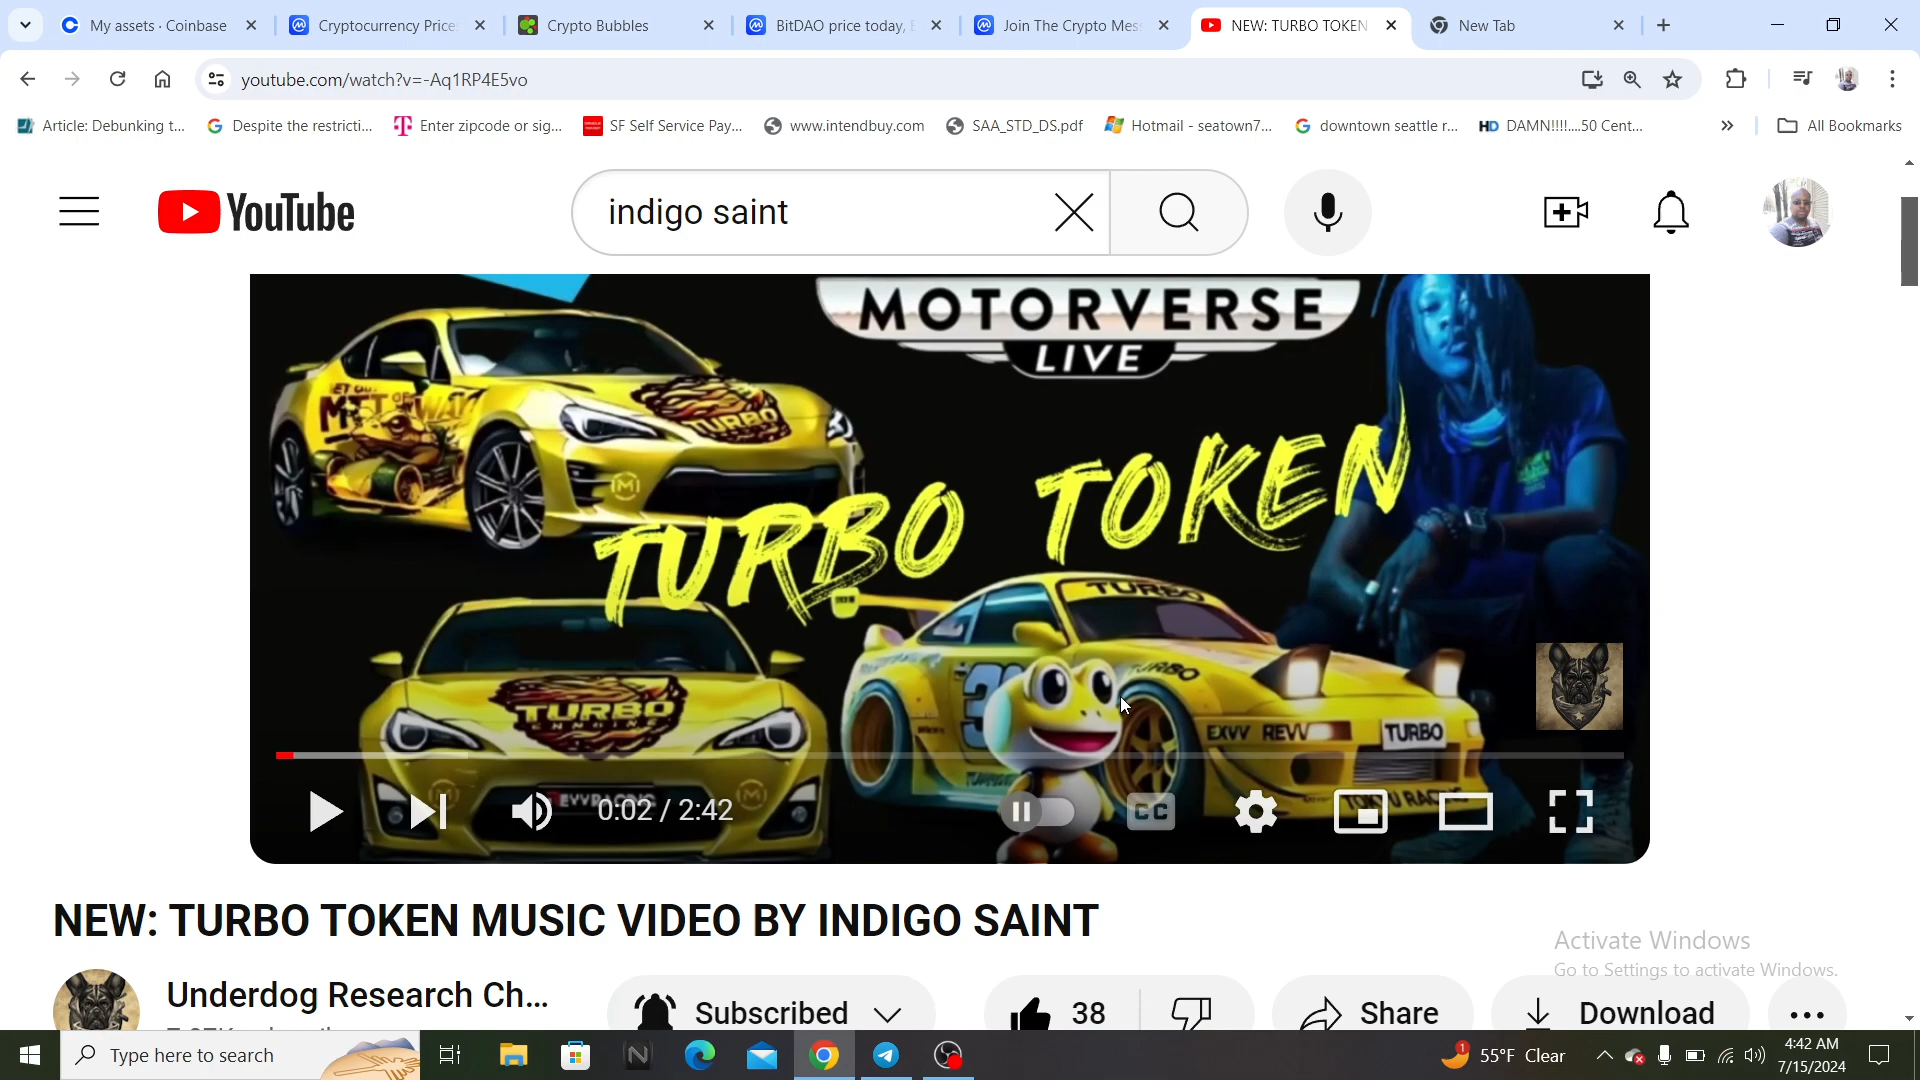 My assets · Coinbase
Cryptocurrency Price
Crypto Bubbles
BitDAO price today,
Join The Crypto Mes
NEW: TURBO TOKEN
New Tab
youtube.com/watch?v=-Aq1RP4E5vo
Article: Debunking t...
Despite the restricti...
Enter zipcode or sig...
SF Self Service Pay...
www.intendbuy.com
SAA_STD_DS.pdf
Hotmail - seatown7...
downtown seattle r...
HD DAMN!!!!....50 Cent...
All Bookmarks
YouTube
indigo saint
MOTORVERSE
LIVE
TURBO
TURBO TOKEN
TURBO
TURBO
TURBO
EXVV REVV
TURBO
0:02 / 2:42
CC
NEW: TURBO TOKEN MUSIC VIDEO BY INDIGO SAINT
Activate Windows
Go to Settings to activate Windows.
Underdog Research Ch...
Subscribed
38
Share
Download
Type here to search
1
55°F Clear
4:42 AM
7/15/2024